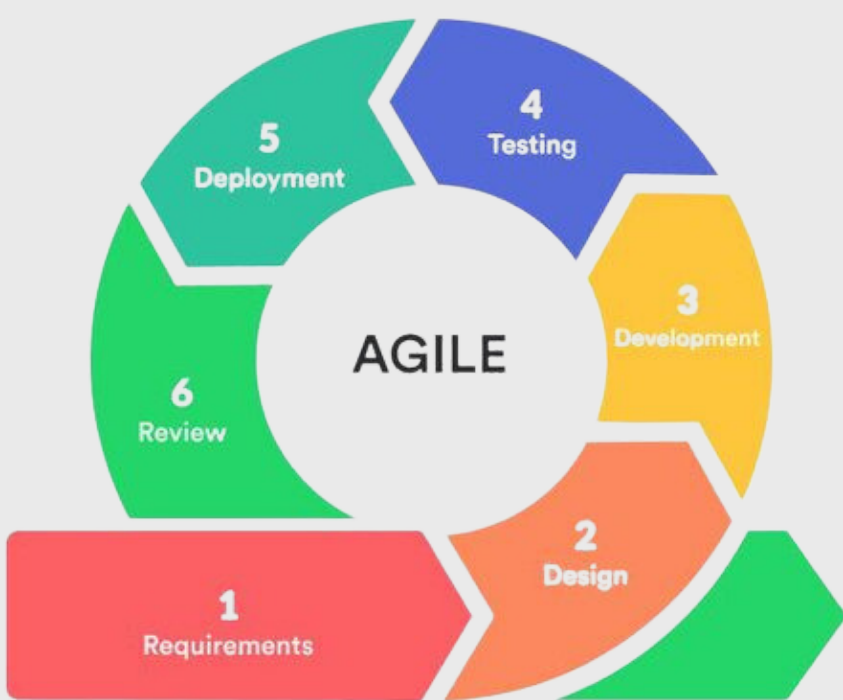 AGILE
1
Requirements
2
Design
3
Development
4
Testing
5
Deployment
6
Review